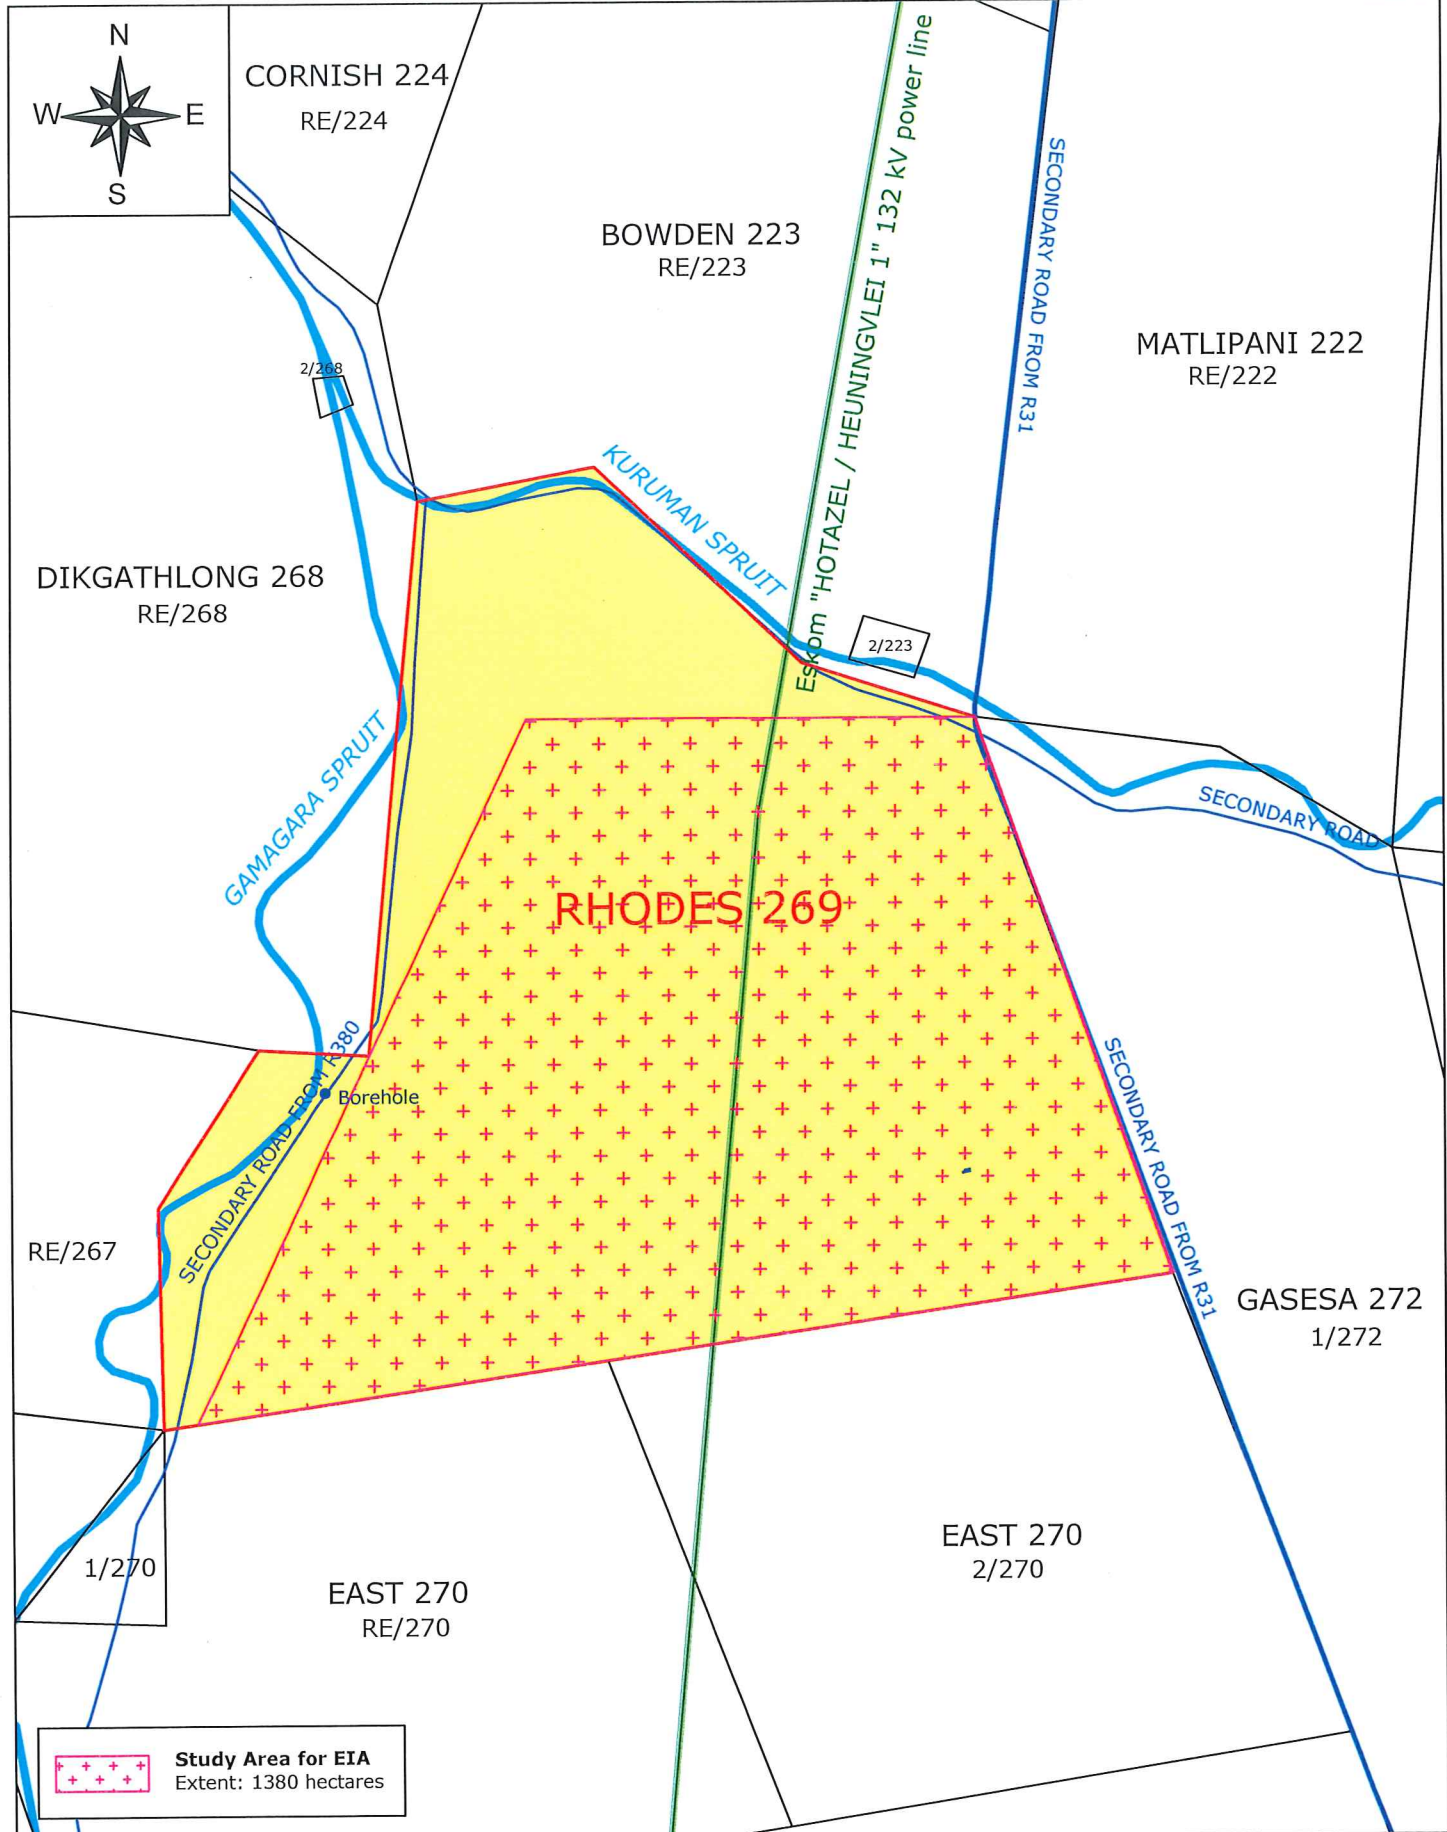 N
W
E
S
CORNISH 224
RE/224
BOWDEN 223
RE/223
Eskom "HOTAZEL / HEUNINGVLEI 1" 132 kV power line
SECONDARY ROAD FROM R31
MATLIPANI 222
RE/222
2/268
KURUMAN SPRUIT
DIKGATHLONG 268
RE/268
2/223
GAMAGARA SPRUIT
SECONDARY ROAD
RHODES 269
SECONDARY ROAD FROM R380
Borehole
SECONDARY ROAD FROM R31
RE/267
GASESA 272
1/272
1/270
EAST 270
RE/270
EAST 270
2/270
Study Area for EIA
Extent: 1380 hectares